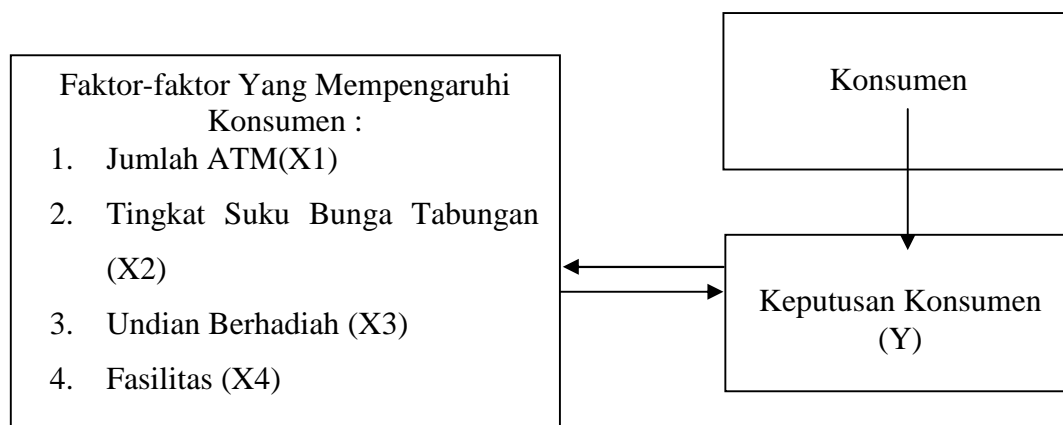 Faktor-faktor Yang Mempengaruhi
Konsumen :
1. Jumlah ATM(X1)
2. Tingkat Suku Bunga Tabungan
(X2)
3. Undian Berhadiah (X3)
4. Fasilitas (X4)
Konsumen
Keputusan Konsumen
(Y)